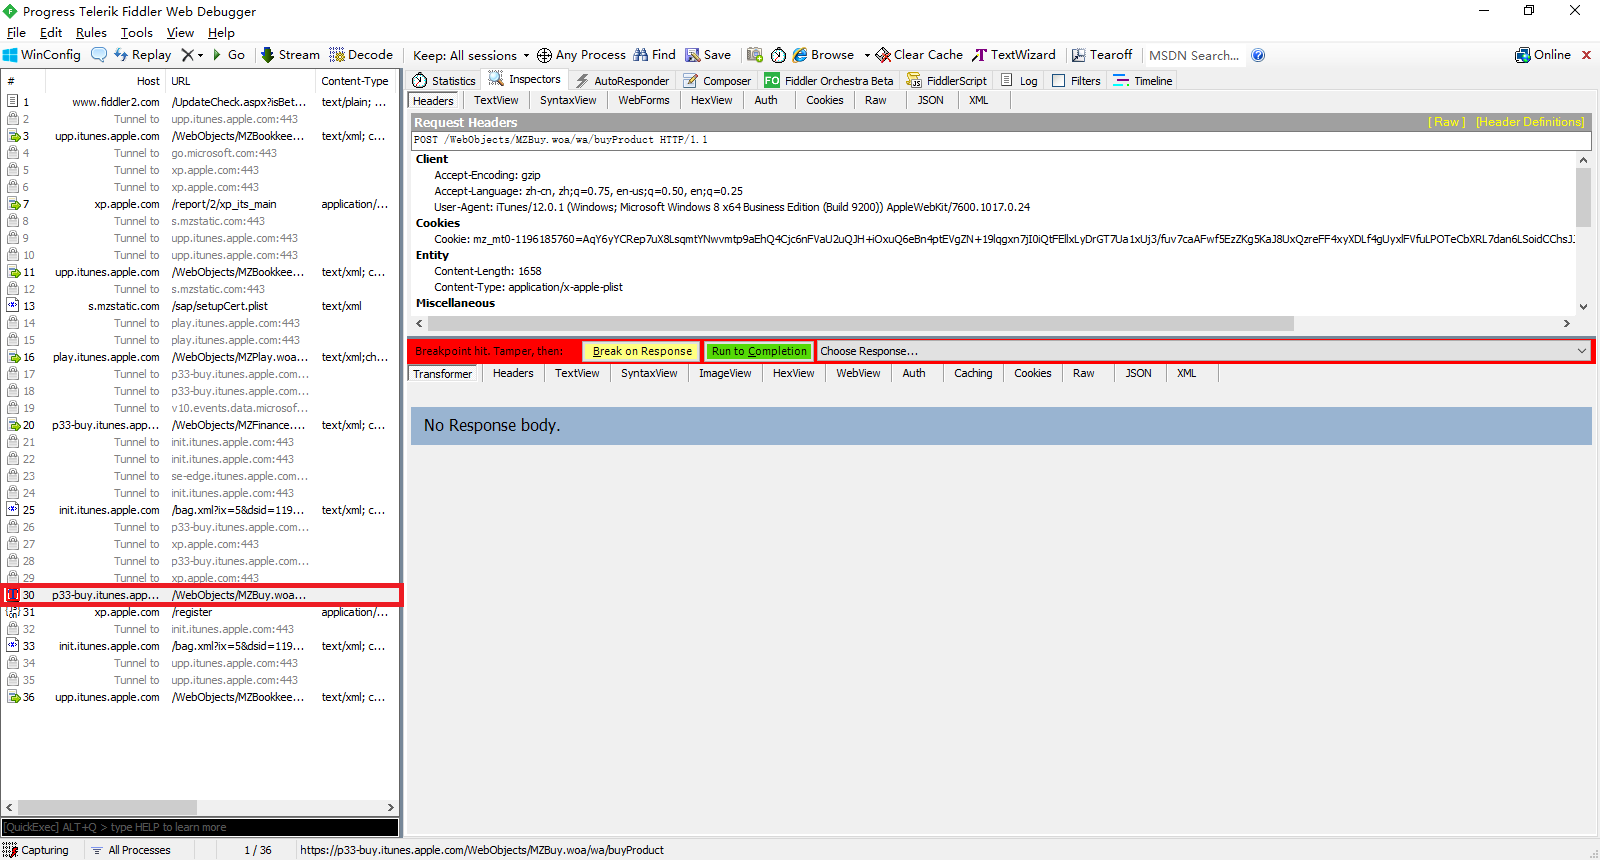 Progress Telerik Fiddler Web Debugger
File Edit Rules Tools View Help
WinConfig Replay Go Stream Decode Keep: All sessions Any Process Find Save Browse Clear Cache TextWizard Tearoff MSDN Search... Online
# Host URL Content-Type
1 www.fiddler2.com /UpdateCheck.aspx?isBet... text/plain; ...
2 Tunnel to upp.itunes.apple.com:443
3 upp.itunes.apple.com /WebObjects/MZBookkee... text/xml; c...
4 Tunnel to go.microsoft.com:443
5 Tunnel to xp.apple.com:443
6 Tunnel to xp.apple.com:443
7 xp.apple.com /report/2/xp_its_main application/...
8 Tunnel to s.mzstatic.com:443
9 Tunnel to upp.itunes.apple.com:443
10 Tunnel to upp.itunes.apple.com:443
11 upp.itunes.apple.com /WebObjects/MZBookkee... text/xml; c...
12 Tunnel to s.mzstatic.com:443
13 s.mzstatic.com /sap/setupCert.plist text/xml
14 Tunnel to play.itunes.apple.com:443
15 Tunnel to play.itunes.apple.com:443
16 play.itunes.apple.com /WebObjects/MZPlay.woa... text/xml;ch...
17 Tunnel to p33-buy.itunes.apple.com...
18 Tunnel to p33-buy.itunes.apple.com...
19 Tunnel to v10.events.data.microsof...
20 p33-buy.itunes.app... /WebObjects/MZFinance.... text/xml; c...
21 Tunnel to init.itunes.apple.com:443
22 Tunnel to init.itunes.apple.com:443
23 Tunnel to se-edge.itunes.apple.com...
24 Tunnel to init.itunes.apple.com:443
25 init.itunes.apple.com /bag.xml?ix=5&dsid=119... text/xml; c...
26 Tunnel to p33-buy.itunes.apple.com...
27 Tunnel to xp.apple.com:443
28 Tunnel to p33-buy.itunes.apple.com...
29 Tunnel to xp.apple.com:443
30 p33-buy.itunes.app... /WebObjects/MZBuy.woa...
31 xp.apple.com /register application/...
32 Tunnel to init.itunes.apple.com:443
33 init.itunes.apple.com /bag.xml?ix=5&dsid=119... text/xml; c...
34 Tunnel to upp.itunes.apple.com:443
35 Tunnel to upp.itunes.apple.com:443
36 upp.itunes.apple.com /WebObjects/MZBookkee... text/xml; c...
[QuickExec] ALT+Q > type HELP to learn more
Statistics Inspectors AutoResponder Composer FO Fiddler Orchestra Beta FiddlerScript Log Filters Timeline
Headers TextView SyntaxView WebForms HexView Auth Cookies Raw JSON XML
Request Headers [ Raw ] [Header Definitions]
POST /WebObjects/MZBuy.woa/wa/buyProduct HTTP/1.1
Client
Accept-Encoding: gzip
Accept-Language: zh-cn, zh;q=0.75, en-us;q=0.50, en;q=0.25
User-Agent: iTunes/12.0.1 (Windows; Microsoft Windows 8 x64 Business Edition (Build 9200)) AppleWebKit/7600.1017.0.24
Cookies
Cookie: mz_mt0-1196185760=AqY6yYCRep7uX8LsqmtYNwvmtp9aEhQ4Cjc6nFVaU2uQJH+iOxuQ6eBn4ptEVgZN+19lqgxn7jI0iQtFEllxLyDrGT7Ua1xUj3/fuv7caAFwf5EzZKg5KaJ8UxQzreFF4xyXDLf4gUyxlFVfuLPOTeCbXRL7dan6LSoidCChsJJ
Entity
Content-Length: 1658
Content-Type: application/x-apple-plist
Miscellaneous
Breakpoint hit. Tamper, then: Break on Response Run to Completion Choose Response...
Transformer Headers TextView SyntaxView ImageView HexView WebView Auth Caching Cookies Raw JSON XML
No Response body.
Capturing All Processes 1 / 36 https://p33-buy.itunes.apple.com/WebObjects/MZBuy.woa/wa/buyProduct